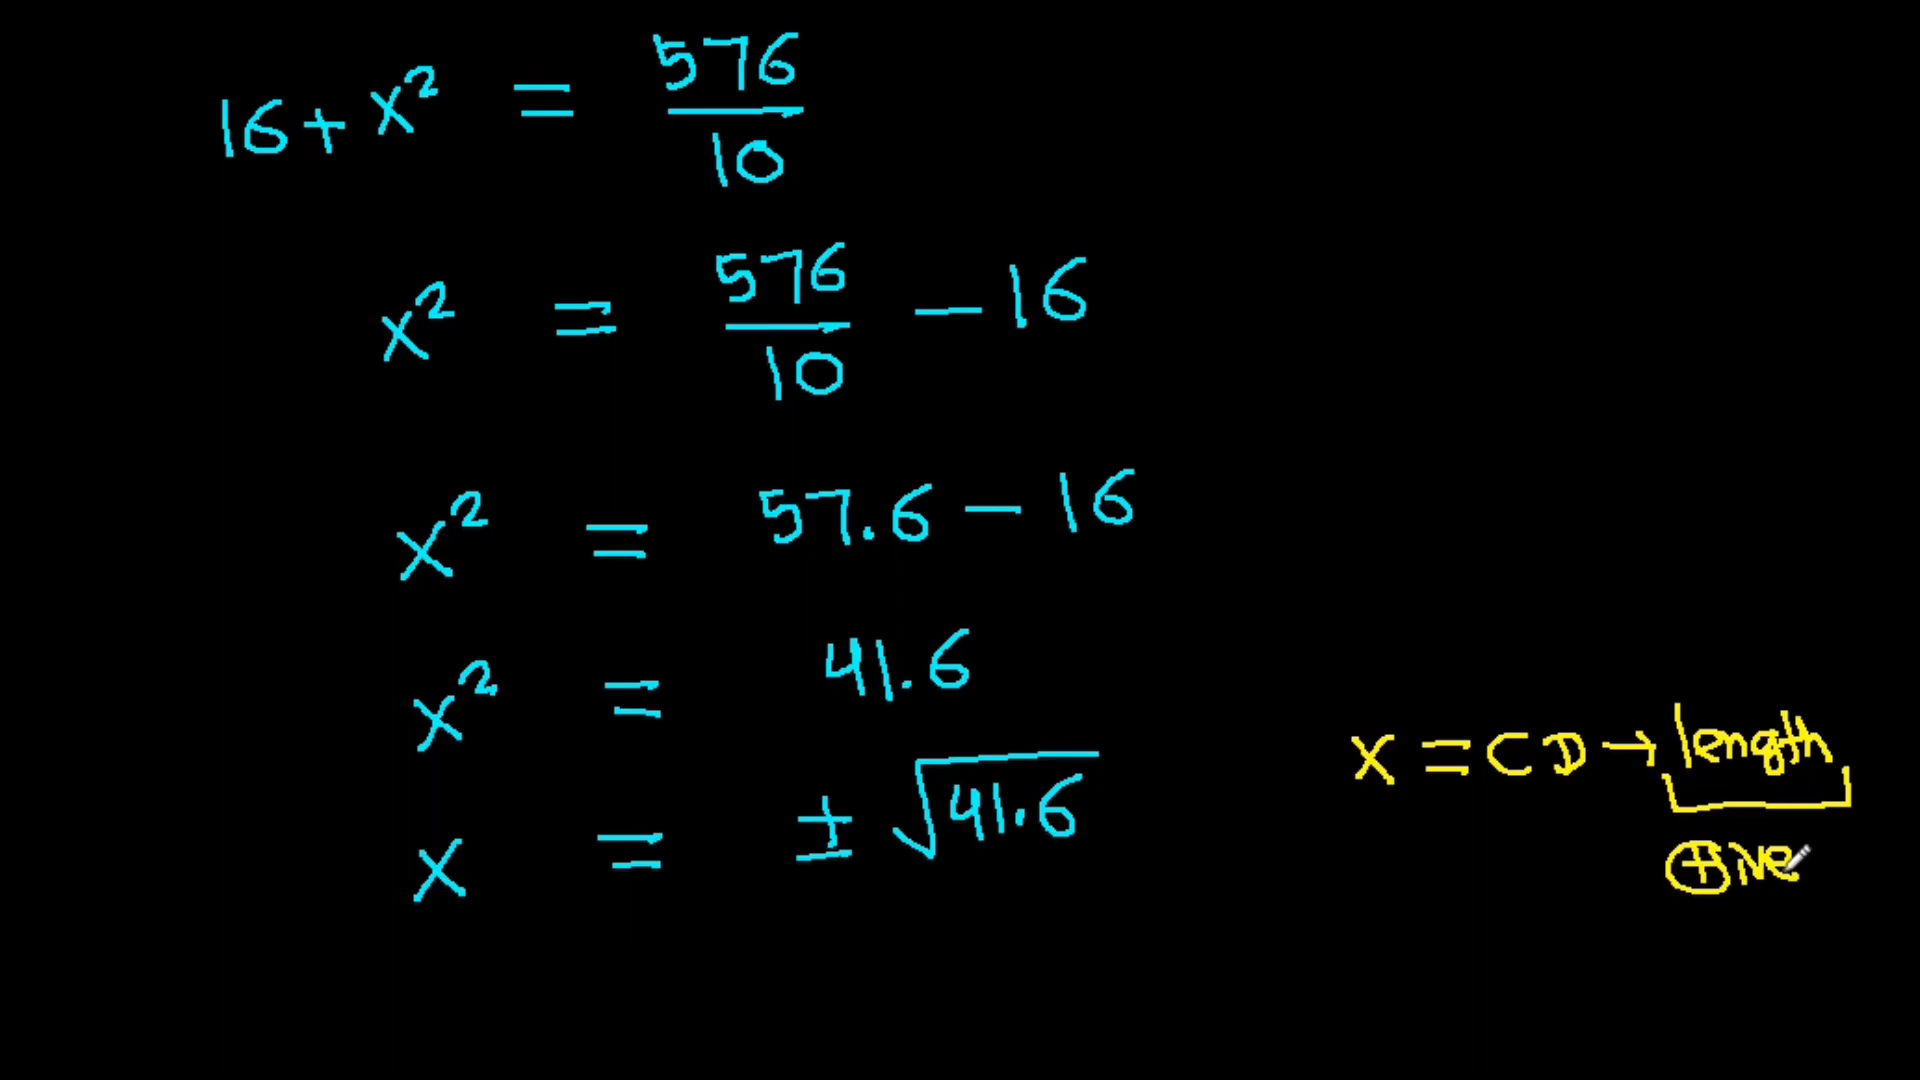 16 + x² = 576/10
x² = 576/10 - 16
x² = 57.6 - 16
x² = 41.6
x = ± √41.6
x = CD → length
⊕ive